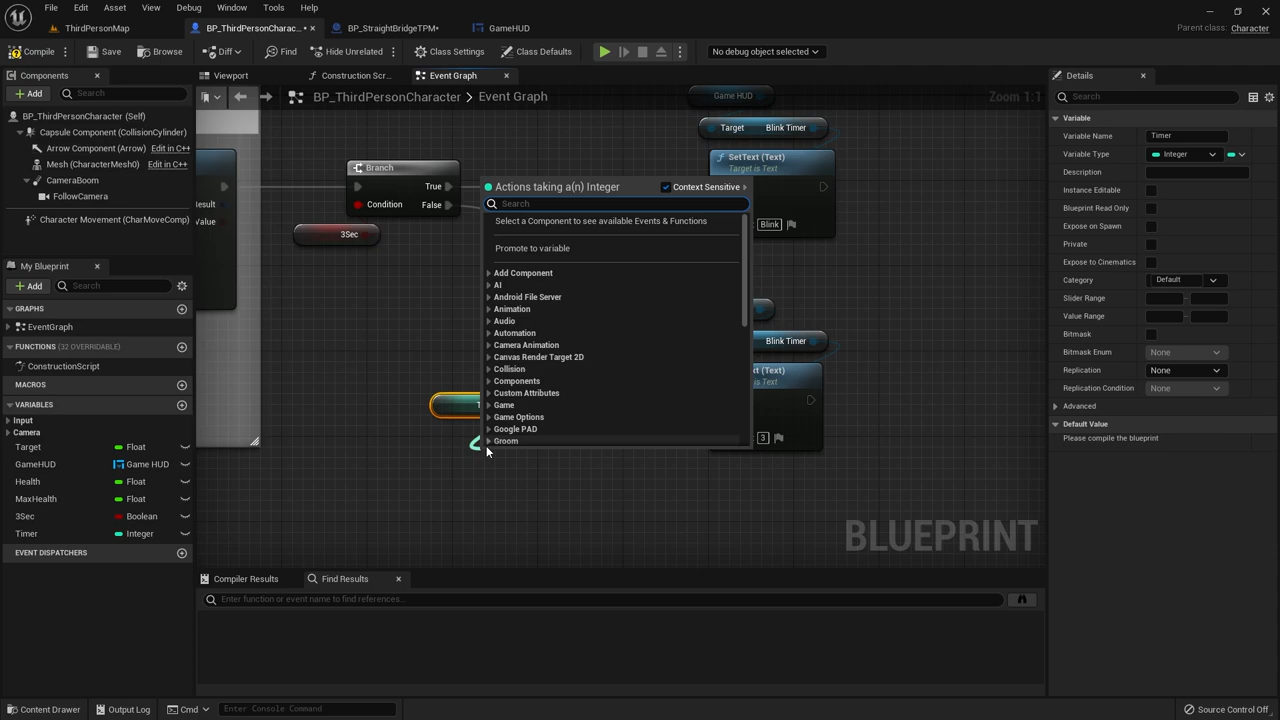 File Edit Asset View Debug Window Tools Help
ThirdPersonMap
BP_ThirdPersonCharac...
BP_StraightBridgeTPM*
GameHUD
Parent class: Character
Compile
Save
Browse
Diff
Find
Hide Unrelated
Class Settings
Class Defaults
No debug object selected
Components
Add
Search
BP_ThirdPersonCharacter (Self)
Capsule Component (CollisionCylinder)
Arrow Component (Arrow) Edit in C++
Mesh (CharacterMesh0) Edit in C++
CameraBoom
FollowCamera
Character Movement (CharMoveComp)
My Blueprint
Add
Search
GRAPHS
EventGraph
FUNCTIONS (32 OVERRIDABLE)
ConstructionScript
MACROS
VARIABLES
Input
Camera
Target Float
GameHUD Game HUD
Health Float
MaxHealth Float
3Sec Boolean
Timer Integer
EVENT DISPATCHERS
Viewport
Construction Scr...
Event Graph
BP_ThirdPersonCharacter > Event Graph
Zoom 1:1
Game HUD
Target Blink Timer
SetText (Text)
Target is Text
Blink
Branch
True
Condition False
3Sec
Result
Value
Actions taking a(n) Integer
Context Sensitive
Search
Select a Component to see available Events & Functions
Promote to variable
Add Component
AI
Android File Server
Animation
Audio
Automation
Camera Animation
Canvas Render Target 2D
Collision
Components
Custom Attributes
Game
Game Options
Google PAD
Groom
Blink Timer
(Text)
is Text
3
BLUEPRINT
Compiler Results
Find Results
Enter function or event name to find references...
Details
Search
Variable
Variable Name Timer
Variable Type Integer
Description
Instance Editable
Blueprint Read Only
Expose on Spawn
Private
Expose to Cinematics
Category Default
Slider Range
Value Range
Bitmask
Bitmask Enum None
Replication None
Replication Condition None
Advanced
Default Value
Please compile the blueprint
Content Drawer
Output Log
Cmd
Enter Console Command
Source Control Off